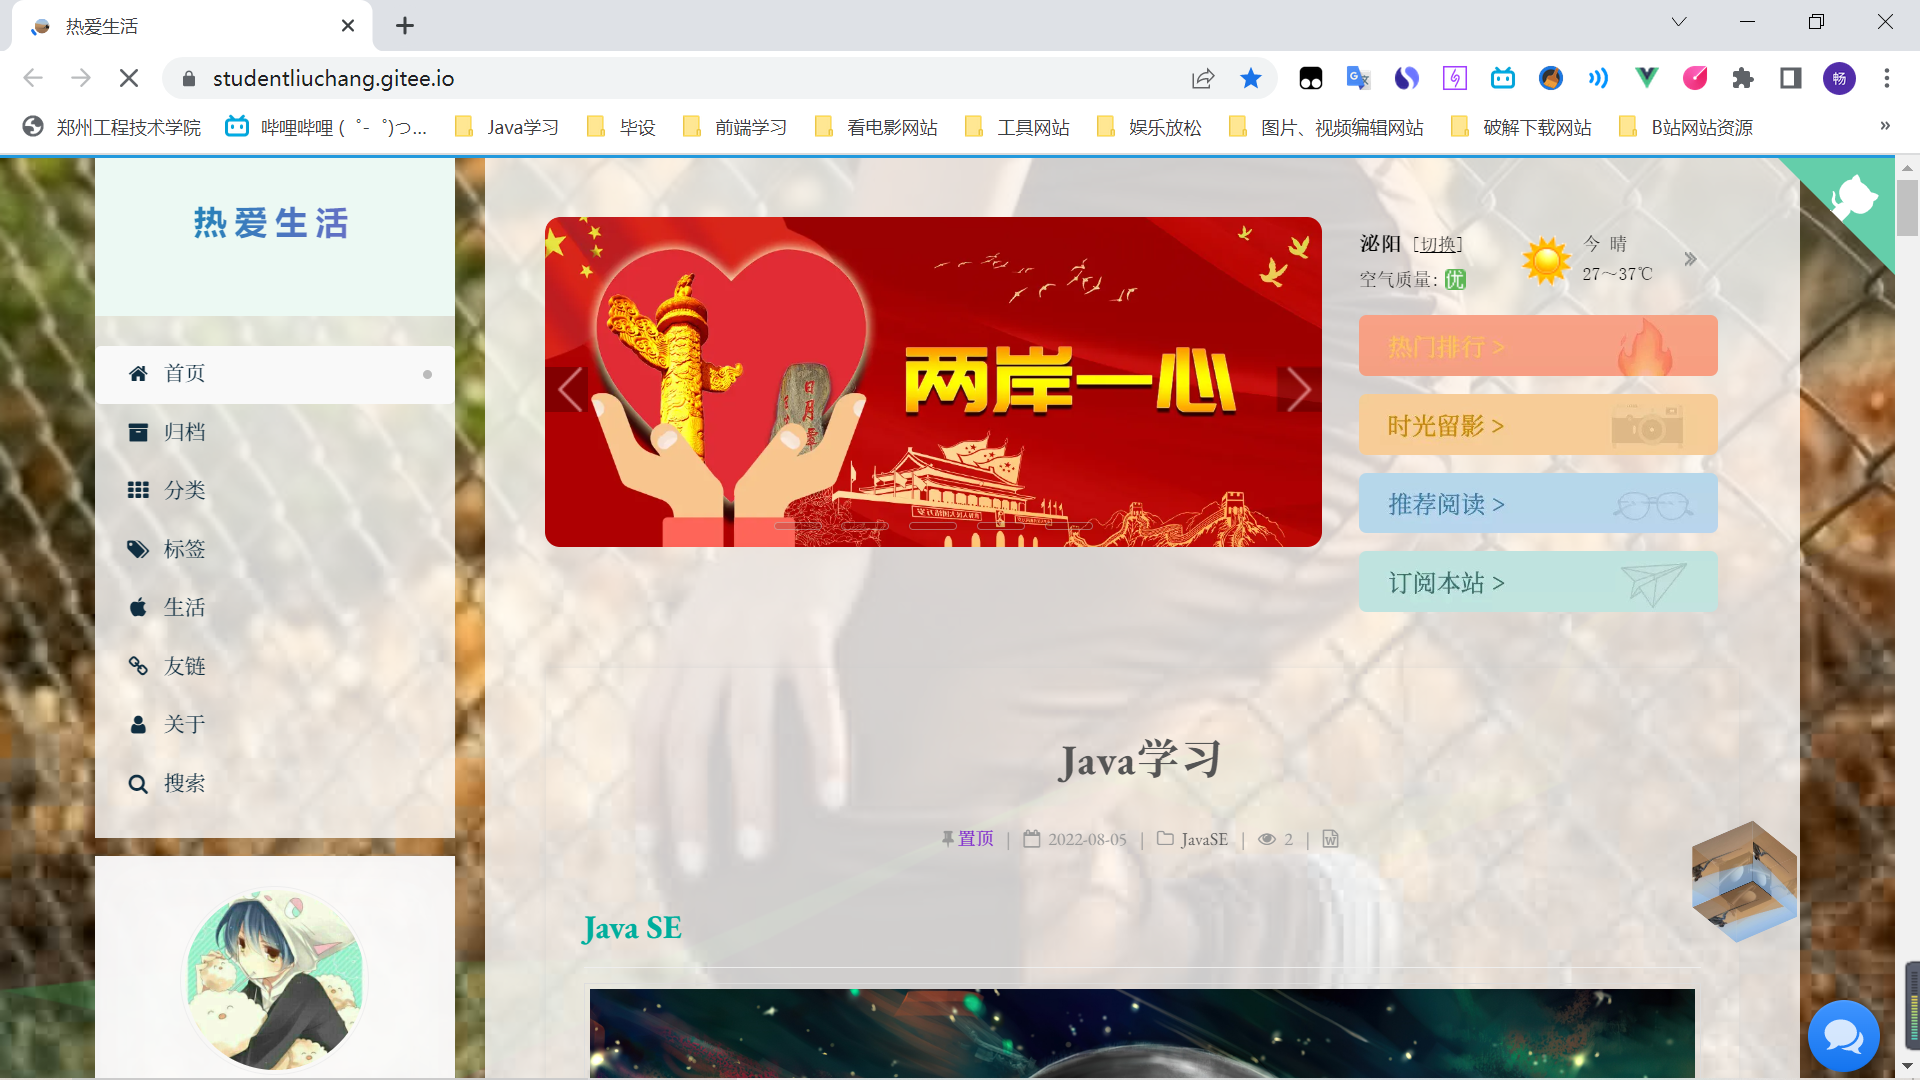 热爱生活
studentliuchang.gitee.io
畅
郑州工程技术学院
哔哩哔哩 (゜-゜)つ...
Java学习
毕设
前端学习
看电影网站
工具网站
娱乐放松
图片、视频编辑网站
破解下载网站
B站网站资源
»
热爱生活
首页
归档
分类
标签
生活
友链
关于
搜索
两岸一心
泌阳 [切换]
空气质量: 优
今 晴
27～37℃
热门排行 >
时光留影 >
推荐阅读 >
订阅本站 >
Java学习
置顶 | 2022-08-05 | JavaSE | 2 |
Java SE